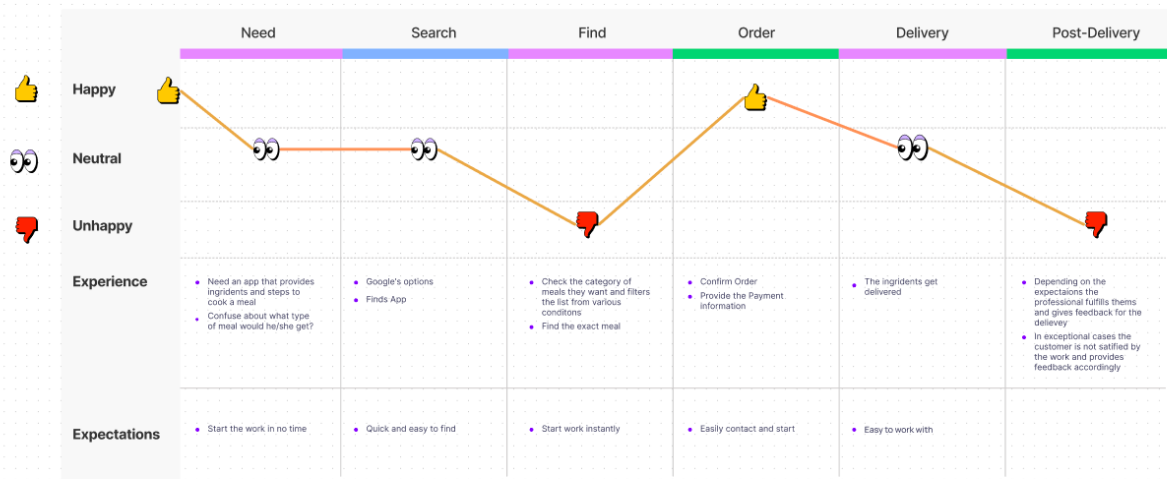 Need
Search
Find
Order
Delivery
Post-Delivery
Happy
Neutral
Unhappy
Experience
Need an app that provides
ingridents and steps to
cook a meal
Confuse about what type
of meal would he/she get?
Google's options
Finds App
Check the category of
meals they want and filters
the list from various
conditons
Find the exact meal
Confirm Order
Provide the Payment
information
The ingridents get
delivered
Depending on the
expectaions the
professional fulfills thems
and gives feedback for the
delievey
In exceptional cases the
customer is not satified by
the work and provides
feedback accordingly
Expectations
Start the work in no time
Quick and easy to find
Start work instantly
Easily contact and start
Easy to work with